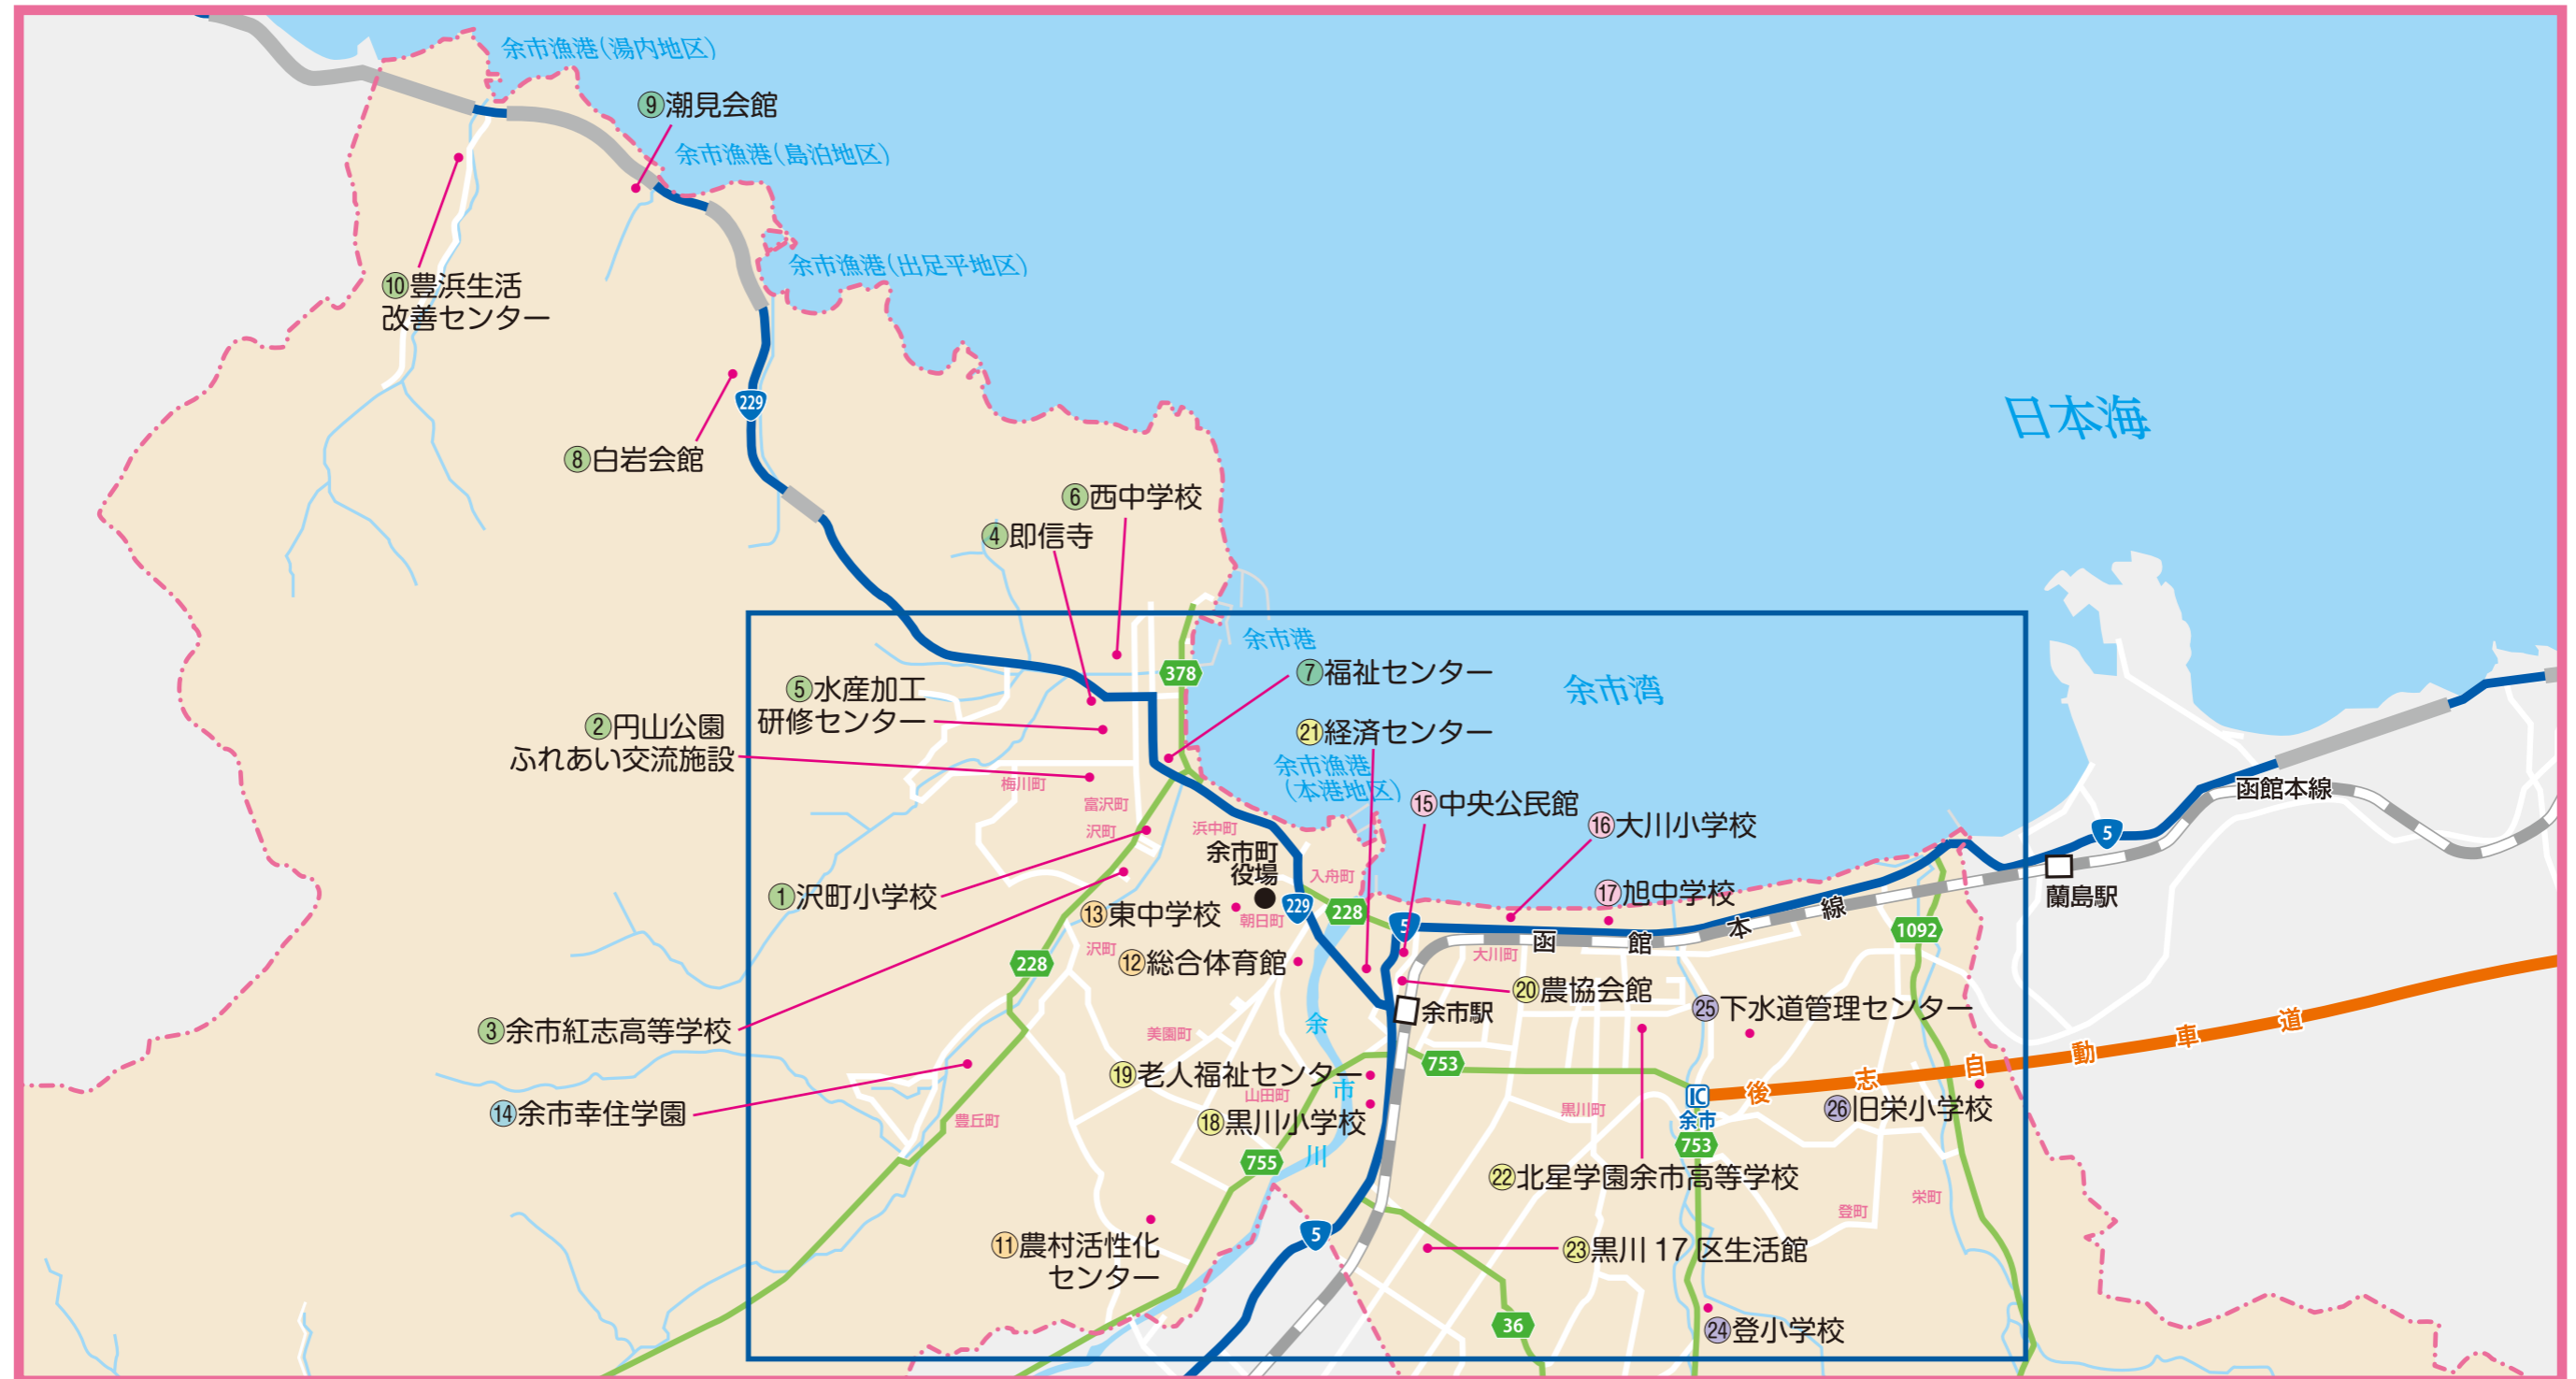 余市漁港(湯内地区)
⑨潮見会館
余市漁港(島泊地区)
余市漁港(出足平地区)
⑩豊浜生活
改善センター
229
日本海
⑧白岩会館
⑥西中学校
④即信寺
余市港
378
⑦福祉センター
⑤水産加工
研修センター
余市湾
②円山公園
ふれあい交流施設
㉑経済センター
余市漁港
(本港地区)
梅川町
富沢町
沢町
浜中町
⑮中央公民館
⑯大川小学校
函館本線
5
余市町
役場
入舟町
①沢町小学校
⑬東中学校
朝日町
229
228
5
⑰旭中学校
蘭島駅
函館本線
1092
沢町
⑫総合体育館
大川町
228
⑳農協会館
㉕下水道管理センター
余市駅
③余市紅志高等学校
美園町
余市川
後志自動車道
⑲老人福祉センター
753
IC
余市
山田町
⑭余市幸住学園
豊丘町
⑱黒川小学校
黒川町
㉖旧栄小学校
753
755
㉒北星学園余市高等学校
登町
栄町
5
⑪農村活性化
センター
㉓黒川 17 区生活館
36
㉔登小学校